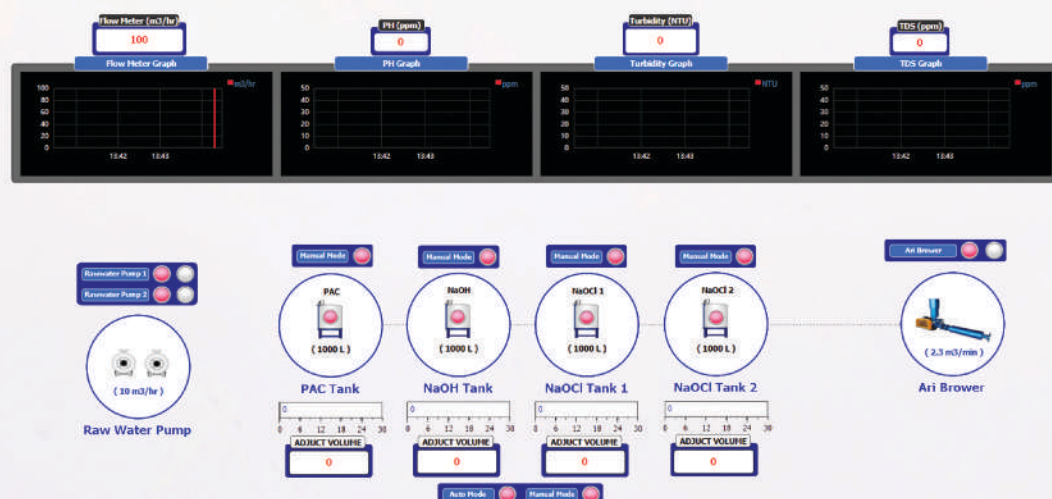 Flow Meter (m3/hr)
100
Flow Meter Graph
PH (ppm)
0
PH Graph
Turbidity (NTU)
0
Turbidity Graph
TDS (ppm)
0
TDS Graph
100
80
60
40
20
0
13:42 13:43
m3/hr
50
40
30
20
10
0
13:42 13:43
ppm
50
40
30
20
10
0
13:42 13:43
NTU
50
40
30
20
10
0
13:42 13:43
ppm
Rawwater Pump 1
Rawwater Pump 2
( 10 m3/hr )
Raw Water Pump
Manual Mode
PAC
( 1000 L )
PAC Tank
0
0 6 12 18 24 30
ADJUCT VOLUME
0
Manual Mode
NaOH
( 1000 L )
NaOH Tank
0
0 6 12 18 24 30
ADJUCT VOLUME
0
Manual Mode
NaOCl 1
( 1000 L )
NaOCl Tank 1
0
0 6 12 18 24 30
ADJUCT VOLUME
0
Manual Mode
NaOCl 2
( 1000 L )
NaOCl Tank 2
0
0 6 12 18 24 30
ADJUCT VOLUME
0
Ari Brower
( 2.3 m3/min )
Ari Brower
Auto Mode
Manual Mode